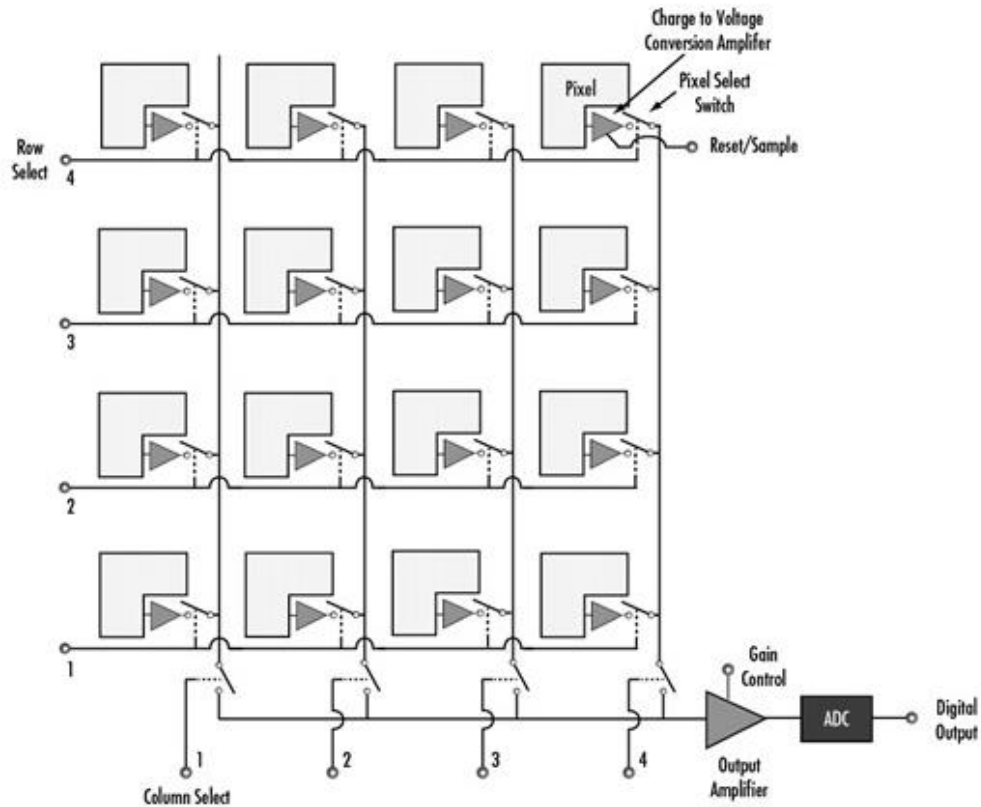 Charge to Voltage
Conversion Amplifer
Pixel
Pixel Select
Switch
Row
Select
4
Reset/Sample
3
2
1
Gain
Control
ADC
Digital
Output
1
2
3
4
Output
Amplifier
Column Select